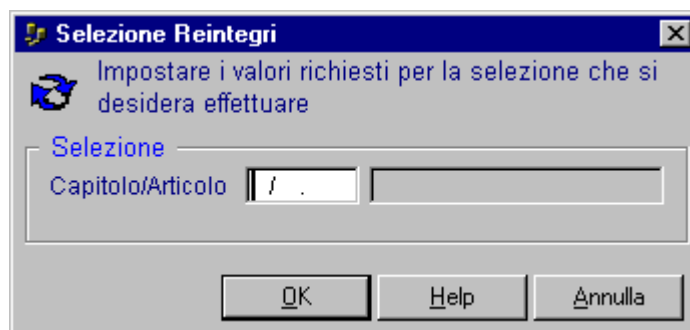 Selezione Reintegri
Impostare i valori richiesti per la selezione che si
desidera effettuare
Selezione
Capitolo/Articolo / .
OK Help Annulla